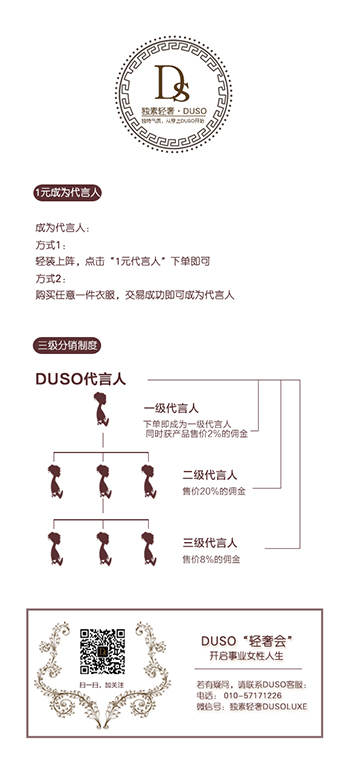 Ds
独素轻奢·DUSO
独特气质，从穿上DUSO开始
1元成为代言人
成为代言人：
方式1：
轻装上阵，点击“1元代言人”下单即可
方式2：
购买任意一件衣服，交易成功即可成为代言人
三级分销制度
DUSO代言人
一级代言人
下单即成为一级代言人
同时获产品售价2%的佣金
二级代言人
售价20%的佣金
三级代言人
售价8%的佣金
扫一扫，加关注
DUSO“轻奢会”
开启事业女性人生
若有疑问，请联系DUSO客服：
电话： 010-57171226
微信号：独素轻奢DUSOLUXE